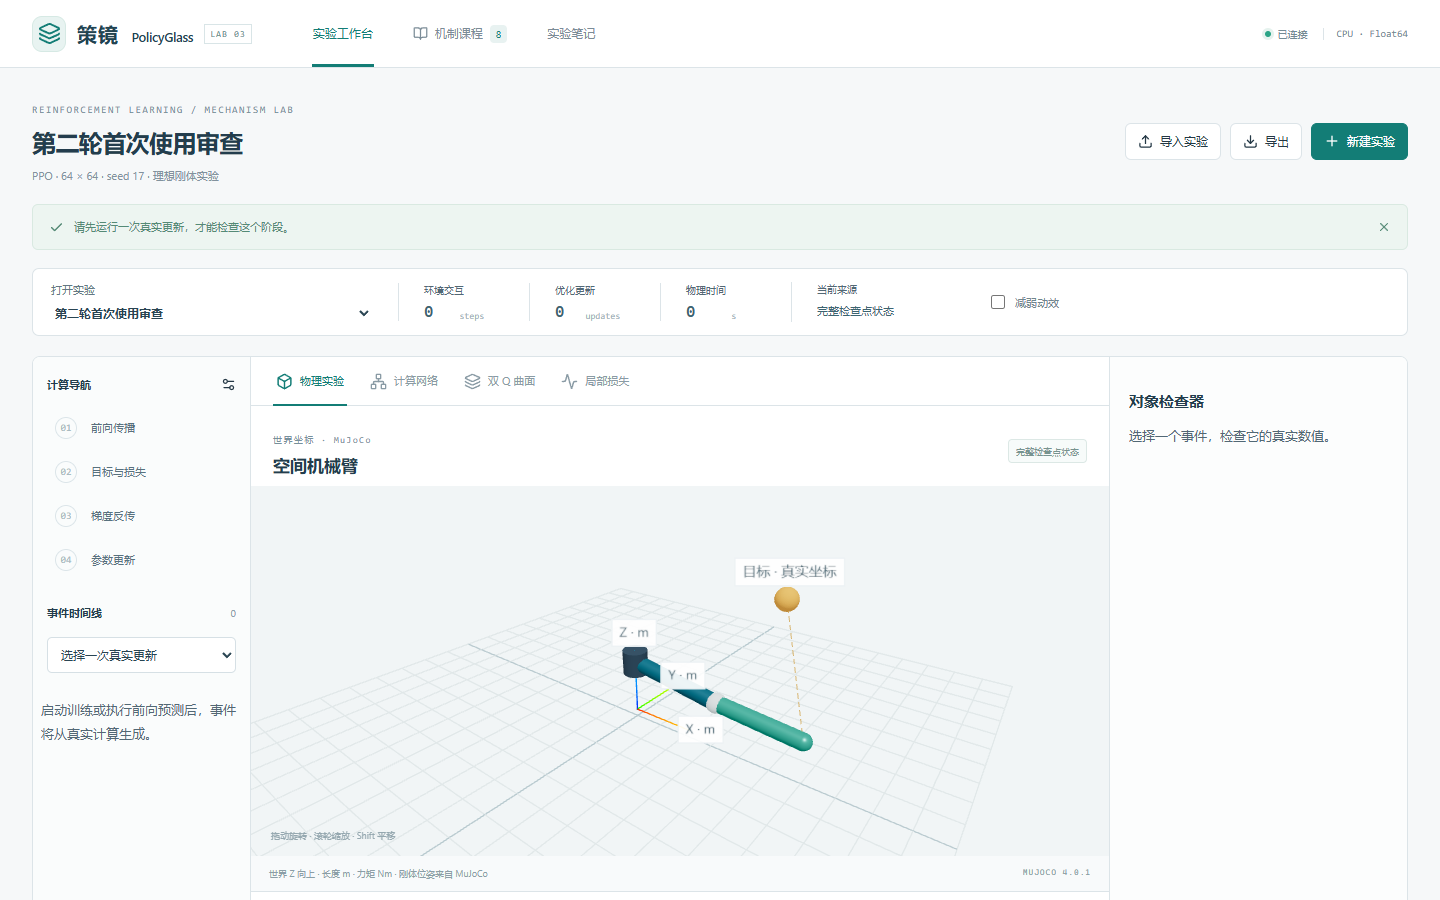 策镜 PolicyGlass LAB 03
实验工作台
机制课程 8
实验笔记
已连接
CPU · Float64
REINFORCEMENT LEARNING / MECHANISM LAB
第二轮首次使用审查
PPO · 64 × 64 · seed 17 · 理想刚体实验
导入实验
导出
新建实验
请先运行一次真实更新，才能检查这个阶段。
打开实验
第二轮首次使用审查
环境交互
0 steps
优化更新
0 updates
物理时间
0 s
当前来源
完整检查点状态
减弱动效
计算导航
01 前向传播
02 目标与损失
03 梯度反传
04 参数更新
事件时间线 0
选择一次真实更新
启动训练或执行前向预测后，事件
将从真实计算生成。
物理实验
计算网络
双 Q 曲面
局部损失
世界坐标 · MuJoCo
空间机械臂
完整检查点状态
目标 · 真实坐标
Z · m
Y · m
X · m
拖动旋转 · 滚轮缩放 · Shift 平移
世界 Z 向上 · 长度 m · 力矩 Nm · 刚体位姿来自 MuJoCo
MUJOCO 4.0.1
对象检查器
选择一个事件，检查它的真实数值。